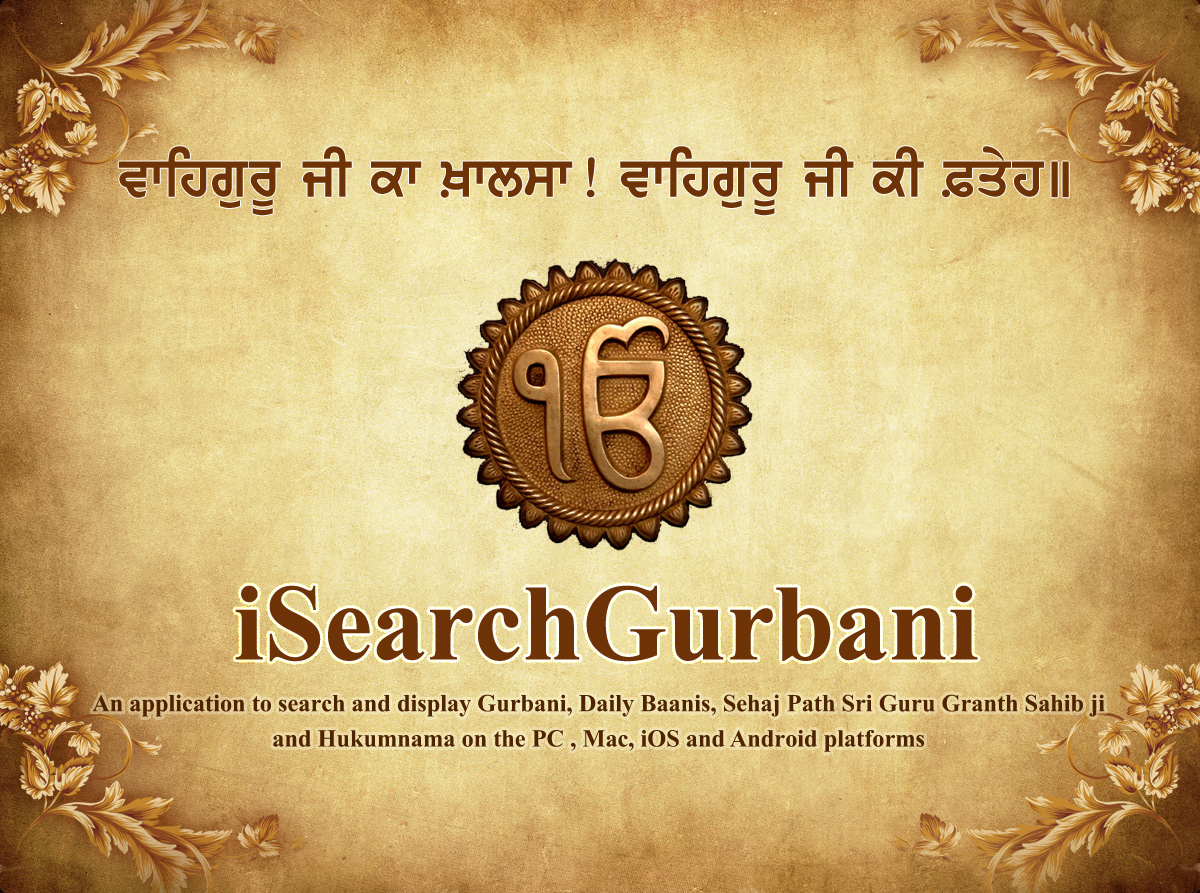 ਵਾਹਿਗੁਰੂ ਜੀ ਕਾ ਖ਼ਾਲਸਾ! ਵਾਹਿਗੁਰੂ ਜੀ ਕੀ ਫ਼ਤੇਹ॥
ੴ
iSearchGurbani
An application to search and display Gurbani, Daily Baanis, Sehaj Path Sri Guru Granth Sahib ji
and Hukumnama on the PC , Mac, iOS and Android platforms